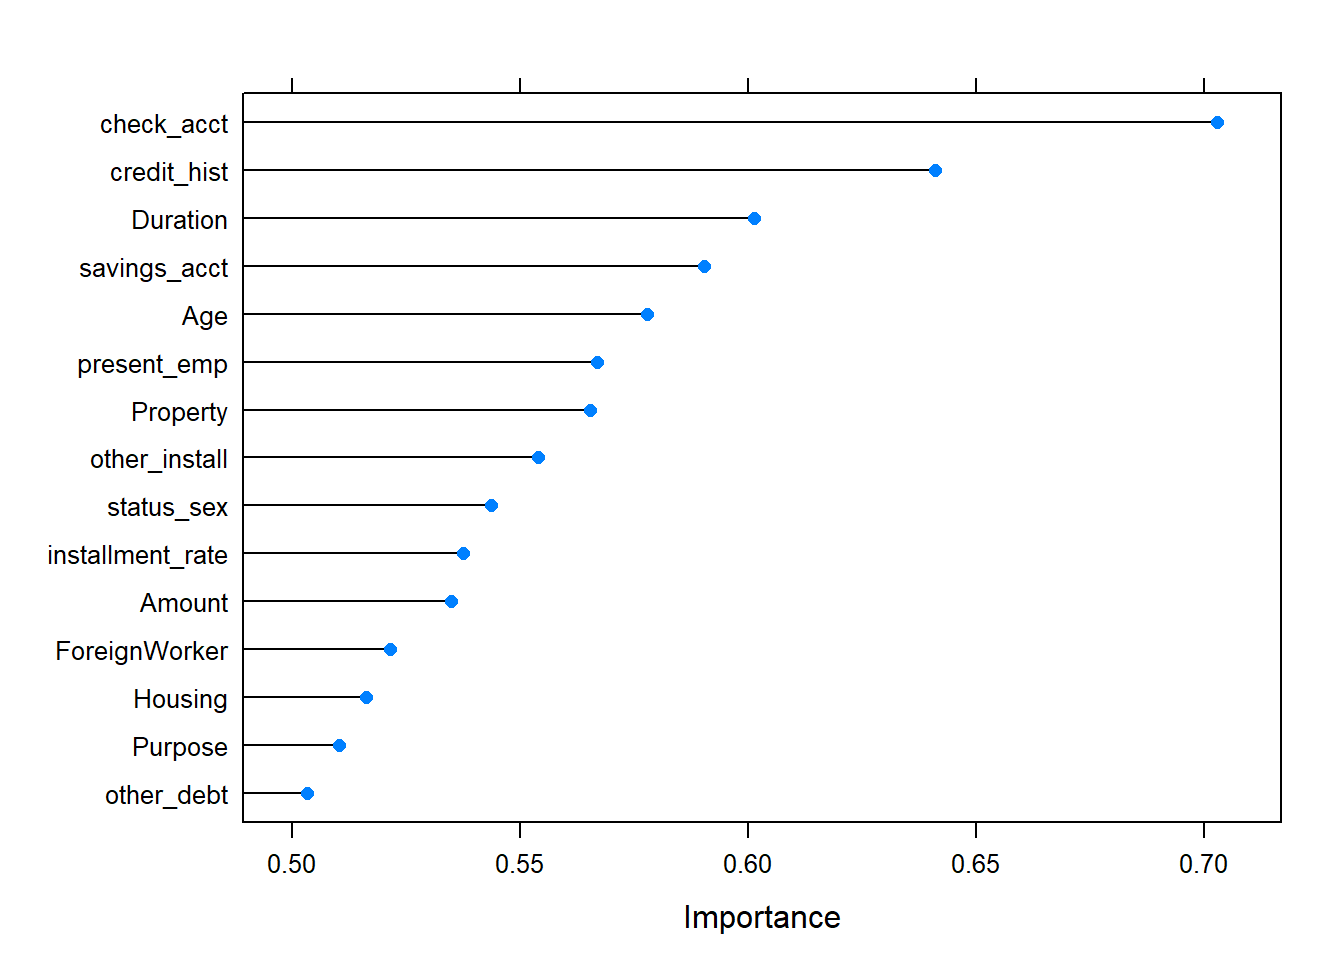 check_acct
credit_hist
Duration
savings_acct
Age
present_emp
Property
other_install
status_sex
installment_rate
Amount
ForeignWorker
Housing
Purpose
other_debt
0.50 0.55 0.60 0.65 0.70
Importance